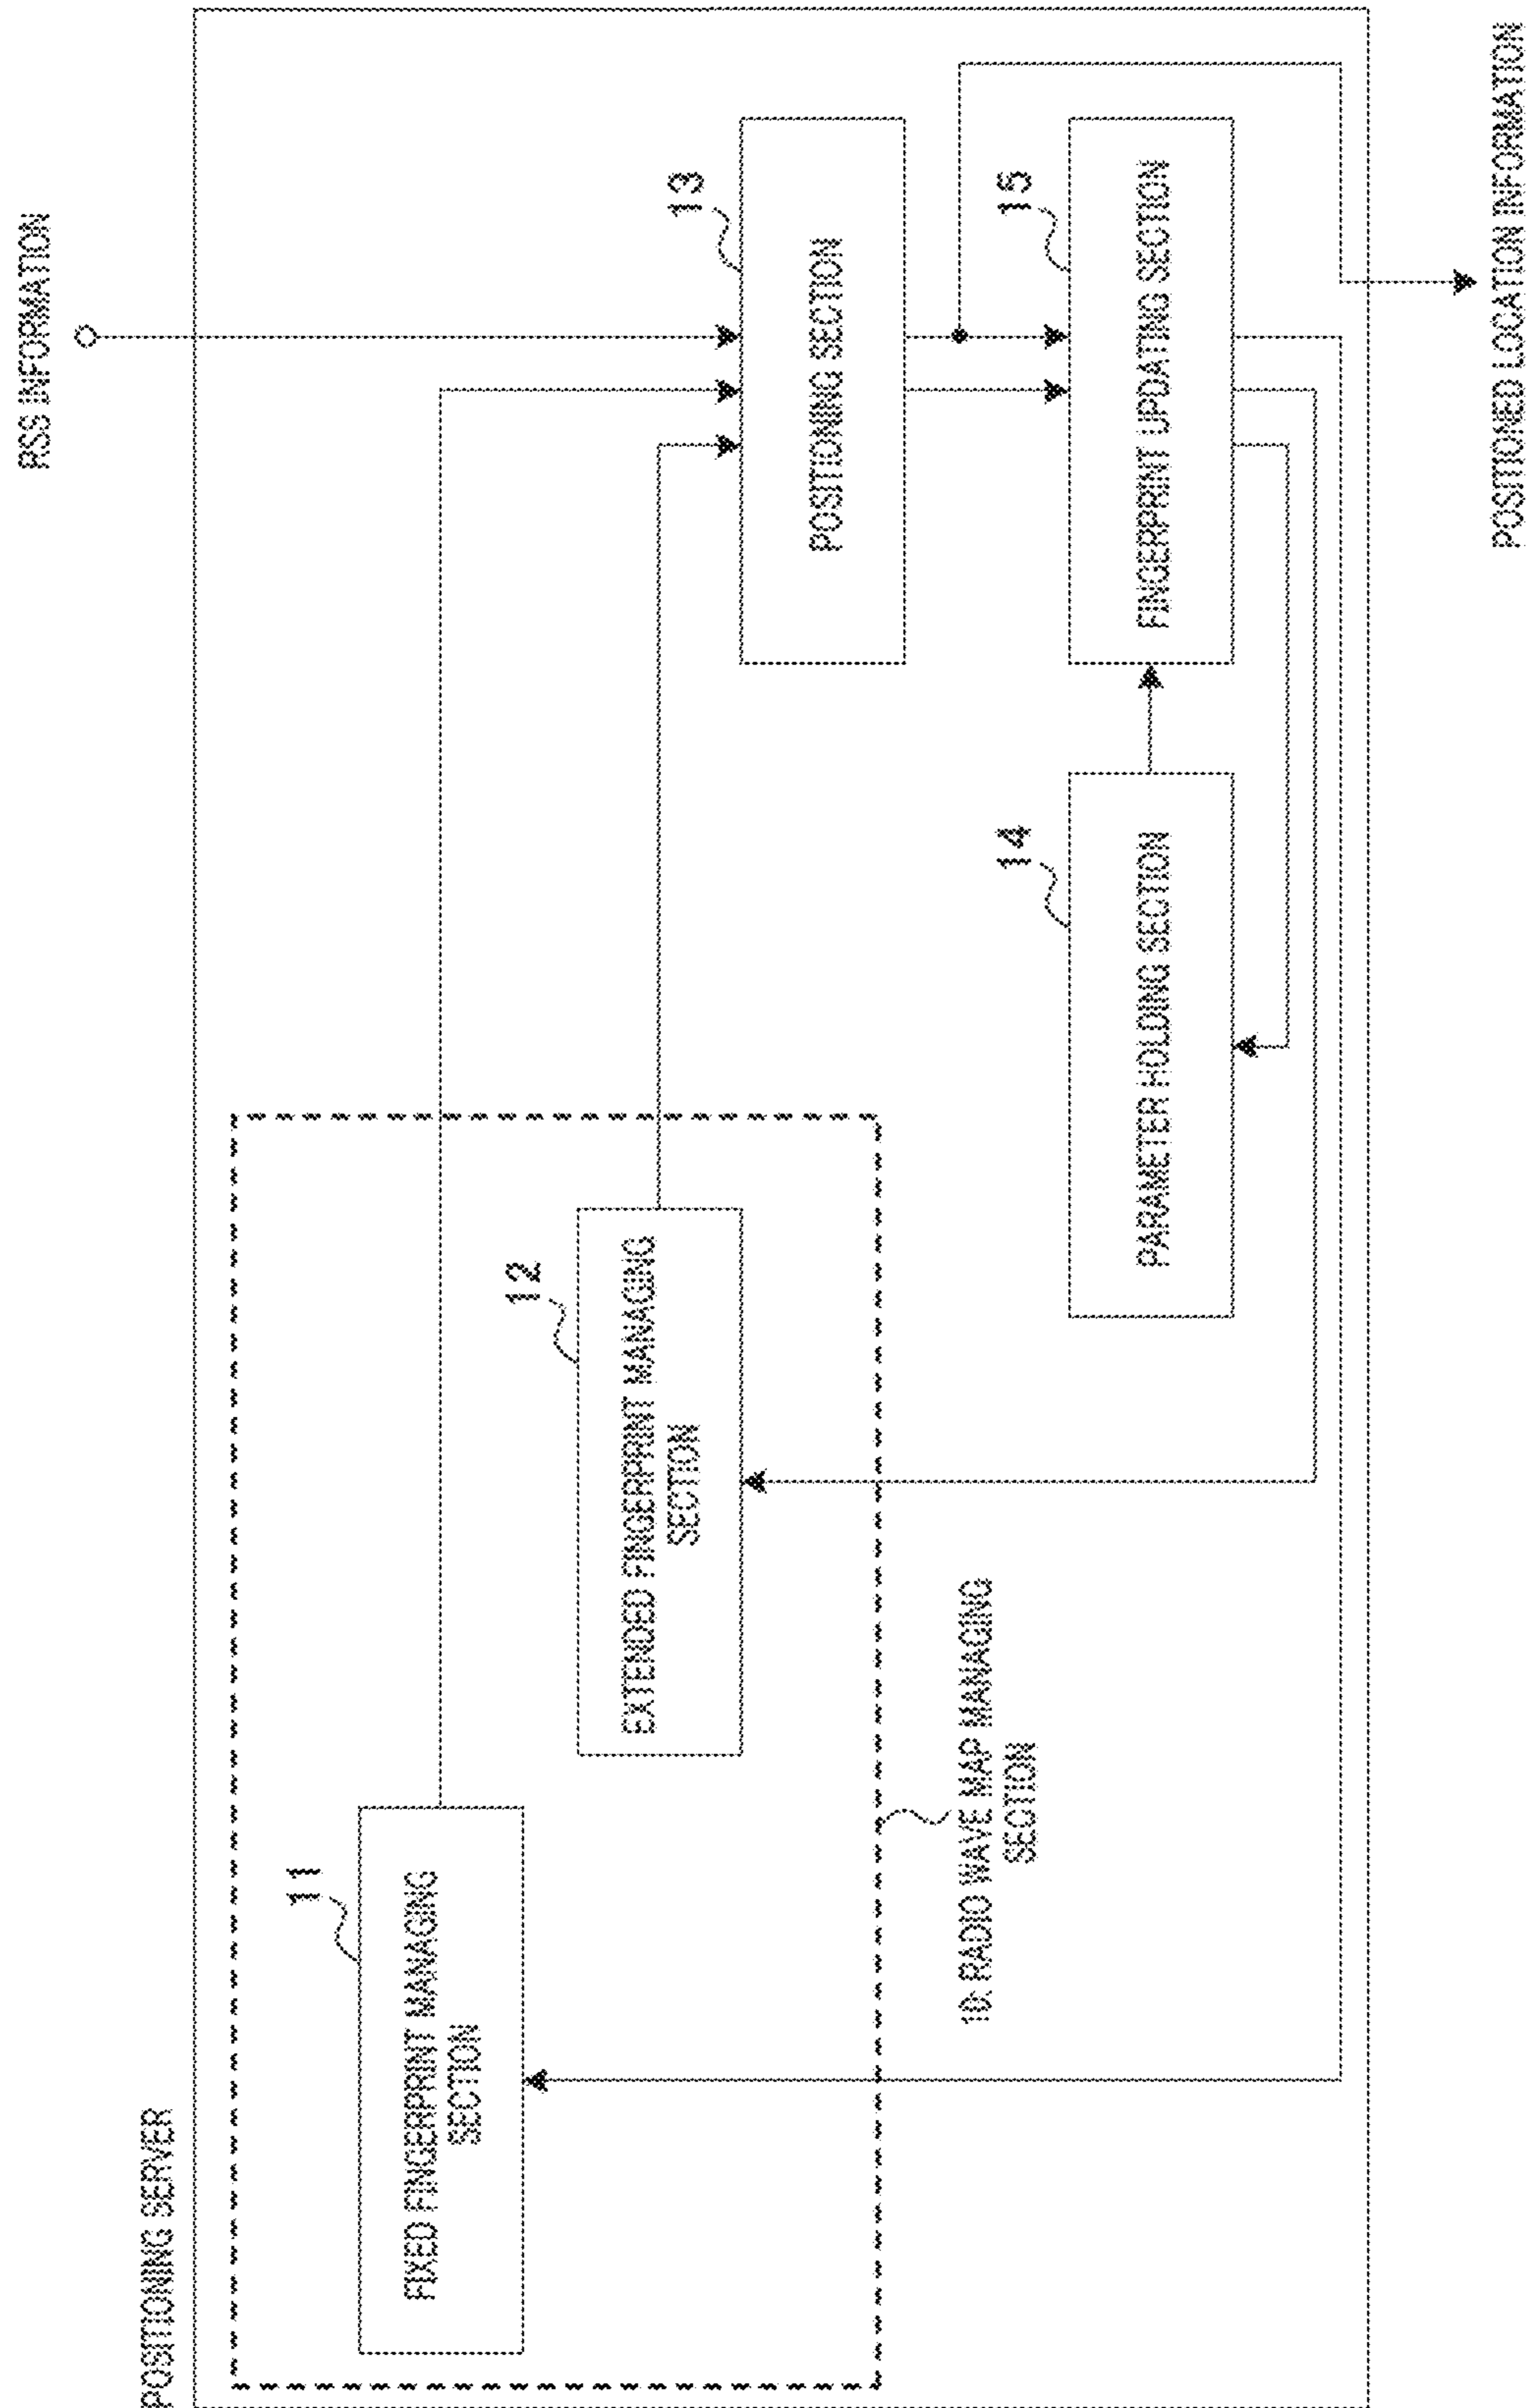 RSS INFORMATION
POSITIONING SERVER
11
FIXED FINGERPRINT MANAGING
SECTION
12
EXTENDED FINGERPRINT MANAGING
SECTION
13
POSITIONING SECTION
10: RADIO WAVE MAP MANAGING
SECTION
14
PARAMETER HOLDING SECTION
15
FINGERPRINT UPDATING SECTION
POSITIONED LOCATION INFORMATION